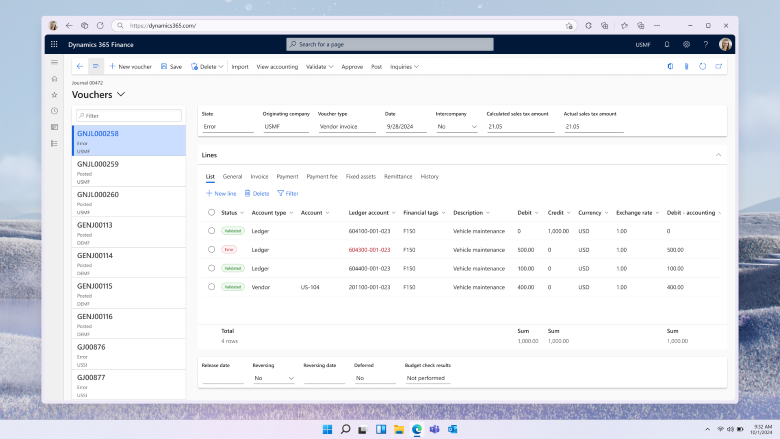 https://dynamics365.com/
Dynamics 365 Finance
Search for a page
USMF
New voucher Save Delete Import View accounting Validate Approve Post Inquiries
Journal 00472
Vouchers
Filter
GNJL000258
Error
USMF
GNJL000259
Posted
USMF
GNJL000260
Posted
USMF
GENJ00113
Posted
DEMF
GENJ00114
Posted
DEMF
GENJ00115
Posted
DEMF
GENJ00116
Posted
DEMF
GJ00876
Error
USSI
GJ00877
Error
USSI
State Originating company Voucher type Date Intercompany Calculated sales tax amount Actual sales tax amount
Error USMF Vendor invoice 9/28/2024 No 21.05 21.05
Lines
List General Invoice Payment Payment fee Fixed assets Remittance History
New line Delete Filter
Status Account type Account Ledger account Financial tags Description Debit Credit Currency Exchange rate Debit - accounting
Validated Ledger 604100-001-023 F150 Vehicle maintenance 0 1,000.00 USD 1.00 0
Error Ledger 604300-001-023 F150 Vehicle maintenance 500.00 0 USD 1.00 500.00
Validated Ledger 604400-001-023 F150 Vehicle maintenance 100.00 0 USD 1.00 100.00
Validated Vendor US-104 201100-001-023 F150 Vehicle maintenance 400.00 0 USD 1.00 400.00
Total Sum Sum Sum
4 rows 1,000.00 1,000.00 1,000.00
Release date Reversing Reversing date Deferred Budget check results
No No Not performed
9:32 AM
10/1/2024